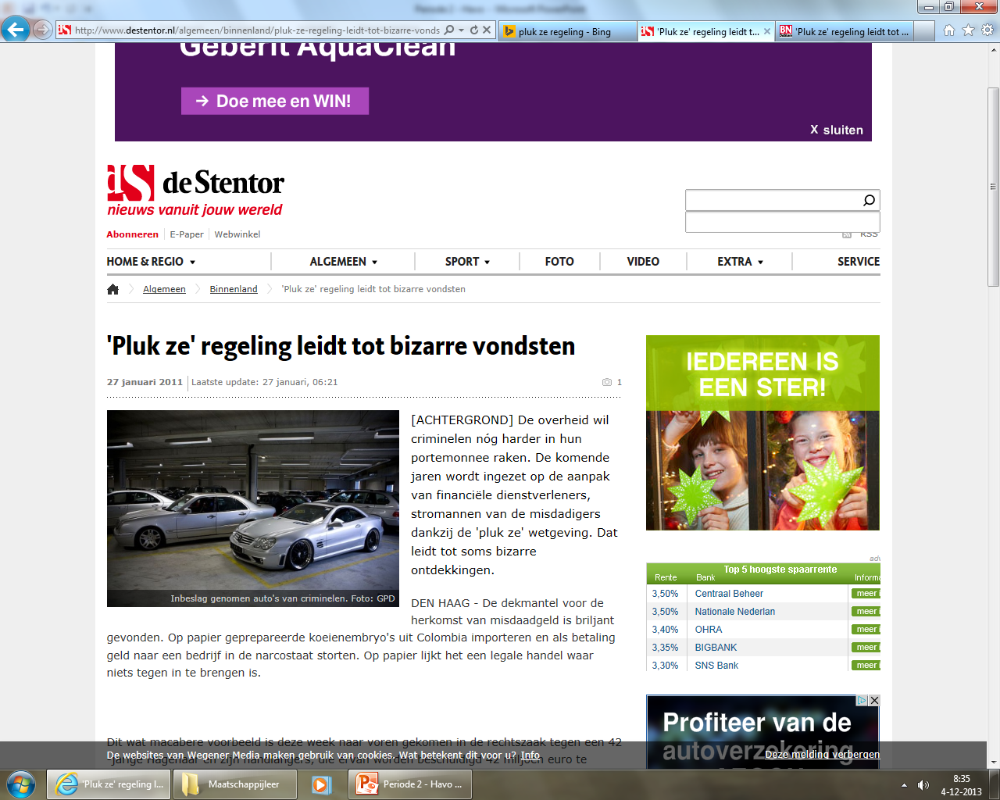 http://www.destentor.nl/algemeen/binnenland/pluk-ze-regeling-leidt-tot-bizarre-vonds
pluk ze regeling - Bing
'Pluk ze' regeling leidt t...
'Pluk ze' regeling leidt tot ...
Geberit AquaClean
→ Doe mee en WIN!
X sluiten
dS de Stentor
nieuws vanuit jouw wereld
Abonneren
E-Paper
Webwinkel
RSS
HOME & REGIO
ALGEMEEN
SPORT
FOTO
VIDEO
EXTRA
SERVICE
Algemeen
Binnenland
'Pluk ze' regeling leidt tot bizarre vondsten
'Pluk ze' regeling leidt tot bizarre vondsten
27 januari 2011
Laatste update: 27 januari, 06:21
1
[ACHTERGROND] De overheid wil
criminelen nóg harder in hun
portemonnee raken. De komende
jaren wordt ingezet op de aanpak
van financiële dienstverleners,
stromannen van de misdadigers
dankzij de 'pluk ze' wetgeving. Dat
leidt tot soms bizarre
ontdekkingen.
Inbeslag genomen auto's van criminelen. Foto: GPD
DEN HAAG - De dekmantel voor de
herkomst van misdaadgeld is briljant
gevonden. Op papier geprepareerde koeienembryo's uit Colombia importeren en als betaling
geld naar een bedrijf in de narcostaat storten. Op papier lijkt het een legale handel waar
niets tegen in te brengen is.
Dit wat macabere voorbeeld is deze week naar voren gekomen in de rechtszaak tegen een 42
-jarige Hagenaar en zijn handlangers, die ervan worden beschuldigd 42 miljoen euro te
IEDEREEN IS
EEN STER!
adv
Top 5 hoogste spaarrente
Rente Bank Informa
3,50% Centraal Beheer meer i
3,50% Nationale Nederlan meer i
3,40% OHRA meer i
3,35% BIGBANK meer i
3,30% SNS Bank meer i
Profiteer van de
autoverzekering
De websites van Wegener Media maken gebruik van cookies. Wat betekent dit voor u? Info
Deze melding verbergen
'Pluk ze' regeling l...
Maatschappijleer
Periode 2 - Havo ...
8:35
4-12-2013